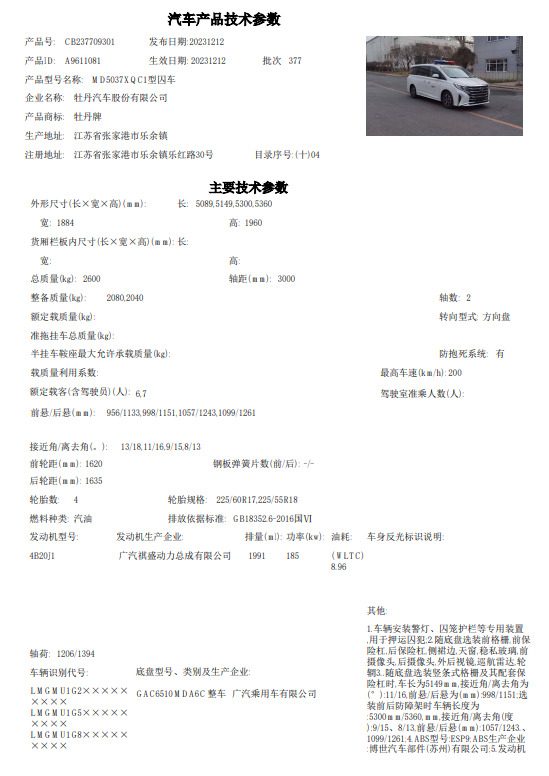 汽车产品技术参数
产品号: CB237709301 发布日期:20231212
产品ID: A9611081 生效日期:20231212 批次 377
产品型号名称: MD5037XQC1型囚车
企业名称: 牡丹汽车股份有限公司
产品商标: 牡丹牌
生产地址: 江苏省张家港市乐余镇
注册地址: 江苏省张家港市乐余镇乐红路30号 目录序号:(十)04
主要技术参数
外形尺寸(长×宽×高)(mm): 长: 5089,5149,5300,5360
宽: 1884 高: 1960
货厢栏板内尺寸(长×宽×高)(mm): 长:
宽: 高:
总质量(kg): 2600 轴距(mm): 3000
整备质量(kg): 2080,2040 轴数: 2
额定载质量(kg): 转向型式: 方向盘
准拖挂车总质量(kg):
半挂车鞍座最大允许承载质量(kg): 防抱死系统: 有
载质量利用系数: 最高车速(km/h): 200
额定载客(含驾驶员)(人): 6,7 驾驶室准乘人数(人):
前悬/后悬(mm): 956/1133,998/1151,1057/1243,1099/1261
接近角/离去角(。): 13/18,11/16,9/15,8/13
前轮距(mm): 1620 钢板弹簧片数(前/后): -/-
后轮距(mm): 1635
轮胎数: 4 轮胎规格: 225/60R17,225/55R18
燃料种类: 汽油 排放依据标准: GB18352.6-2016国Ⅵ
发动机型号: 发动机生产企业: 排量(ml): 功率(kw): 油耗: 车身反光标识说明:
4B20J1 广汽祺盛动力总成有限公司 1991 185 (WLTC)
8.96
其他:
1.车辆安装警灯、囚笼护栏等专用装置
,用于押运囚犯;2.随底盘选装前格栅,前保
险杠,后保险杠,侧裙边,天窗,稳私玻璃,前
摄像头,后摄像头,外后视镜,巡航雷达,轮
辋3..随底盘选装竖条式格栅及其配套保
险杠时,车长为5149mm,接近角/离去角为
(°):11/16,前悬/后悬为(mm):998/1151;选
装前后防障架时车辆长度为
:5300mm/5360,mm,接近角/离去角(度
):9/15、8/13,前悬/后悬(mm):1057/1243.、
1099/1261;4.ABS型号:ESP9.ABS生产企业
:博世汽车部件(苏州)有限公司;5.发动机
轴荷: 1206/1394
车辆识别代号: 底盘型号、类别及生产企业:
LMGMU1G2××××× GAC6510MDA6C 整车 广汽乘用车有限公司
××××
LMGMU1G5×××××
××××
LMGMU1G8×××××
××××